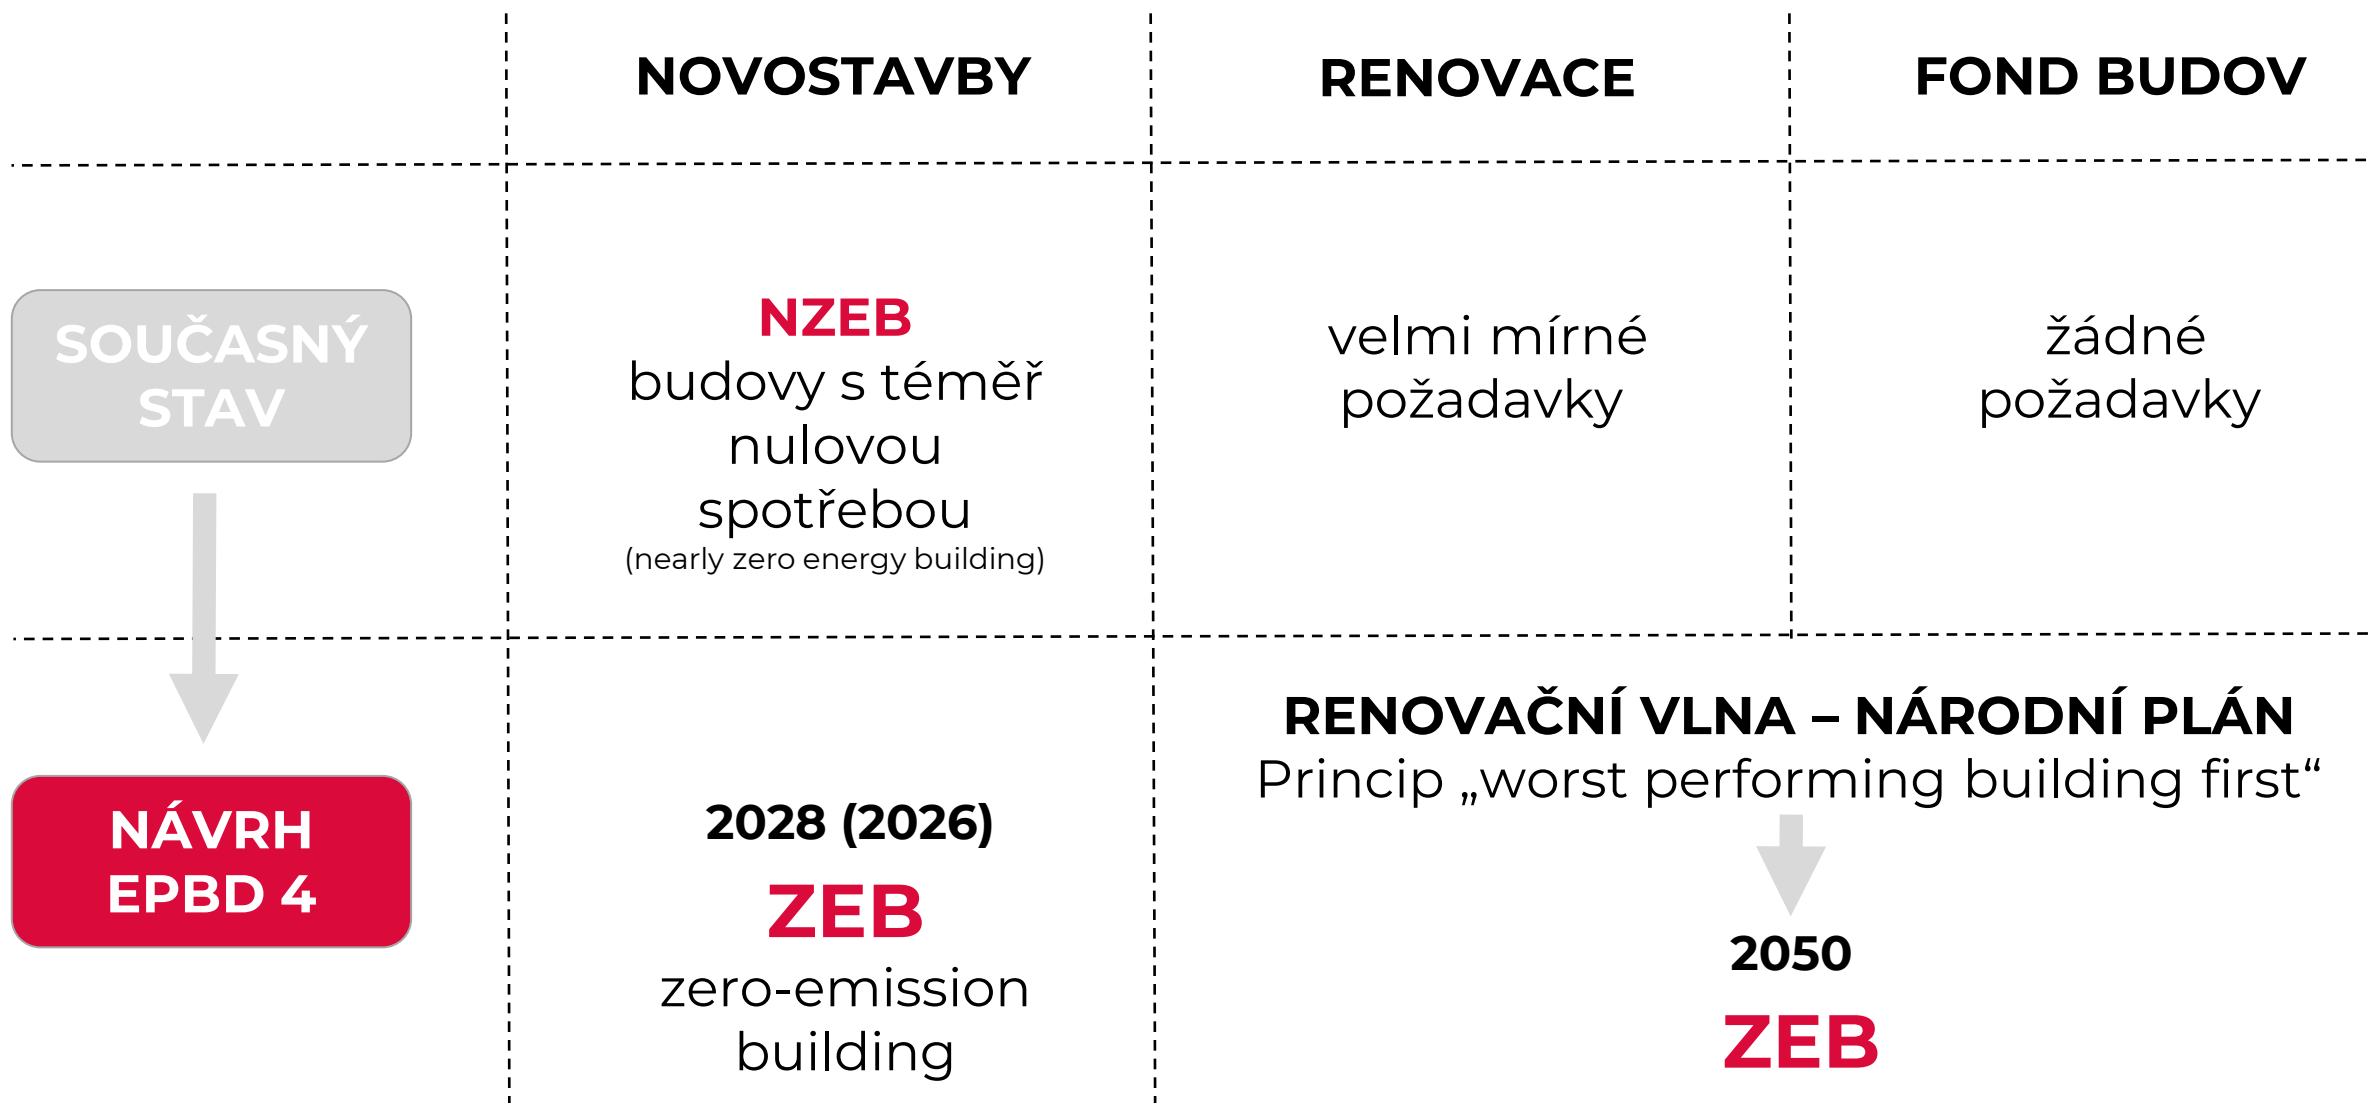 NOVOSTAVBY
RENOVACE
FOND BUDOV
SOUČASNÝ
STAV
NZEB
budovy s téměř
nulovou
spotřebou
(nearly zero energy building)
velmi mírné
požadavky
žádné
požadavky
NÁVRH
EPBD 4
2028 (2026)
ZEB
zero-emission
building
RENOVAČNÍ VLNA – NÁRODNÍ PLÁN
Princip „worst performing building first“
2050
ZEB